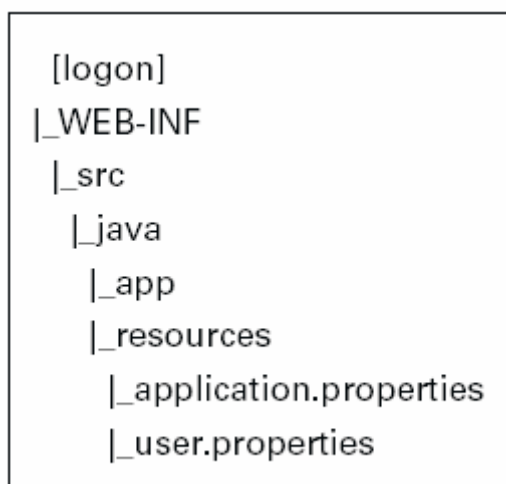 [logon]
|_WEB-INF
|_src
|_java
|_app
|_resources
|_application.properties
|_user.properties